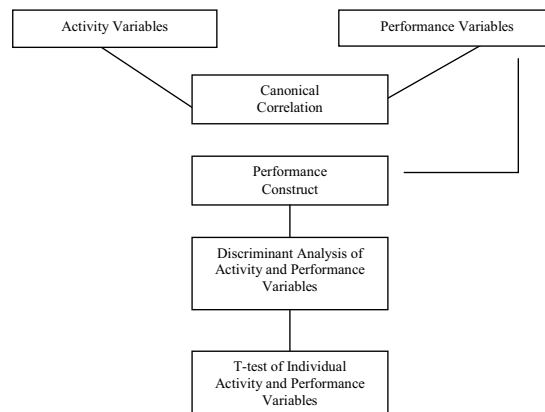 Activity Variables
Performance Variables
Canonical
Correlation
Performance
Construct
Discriminant Analysis of
Activity and Performance
Variables
T-test of Individual
Activity and Performance
Variables